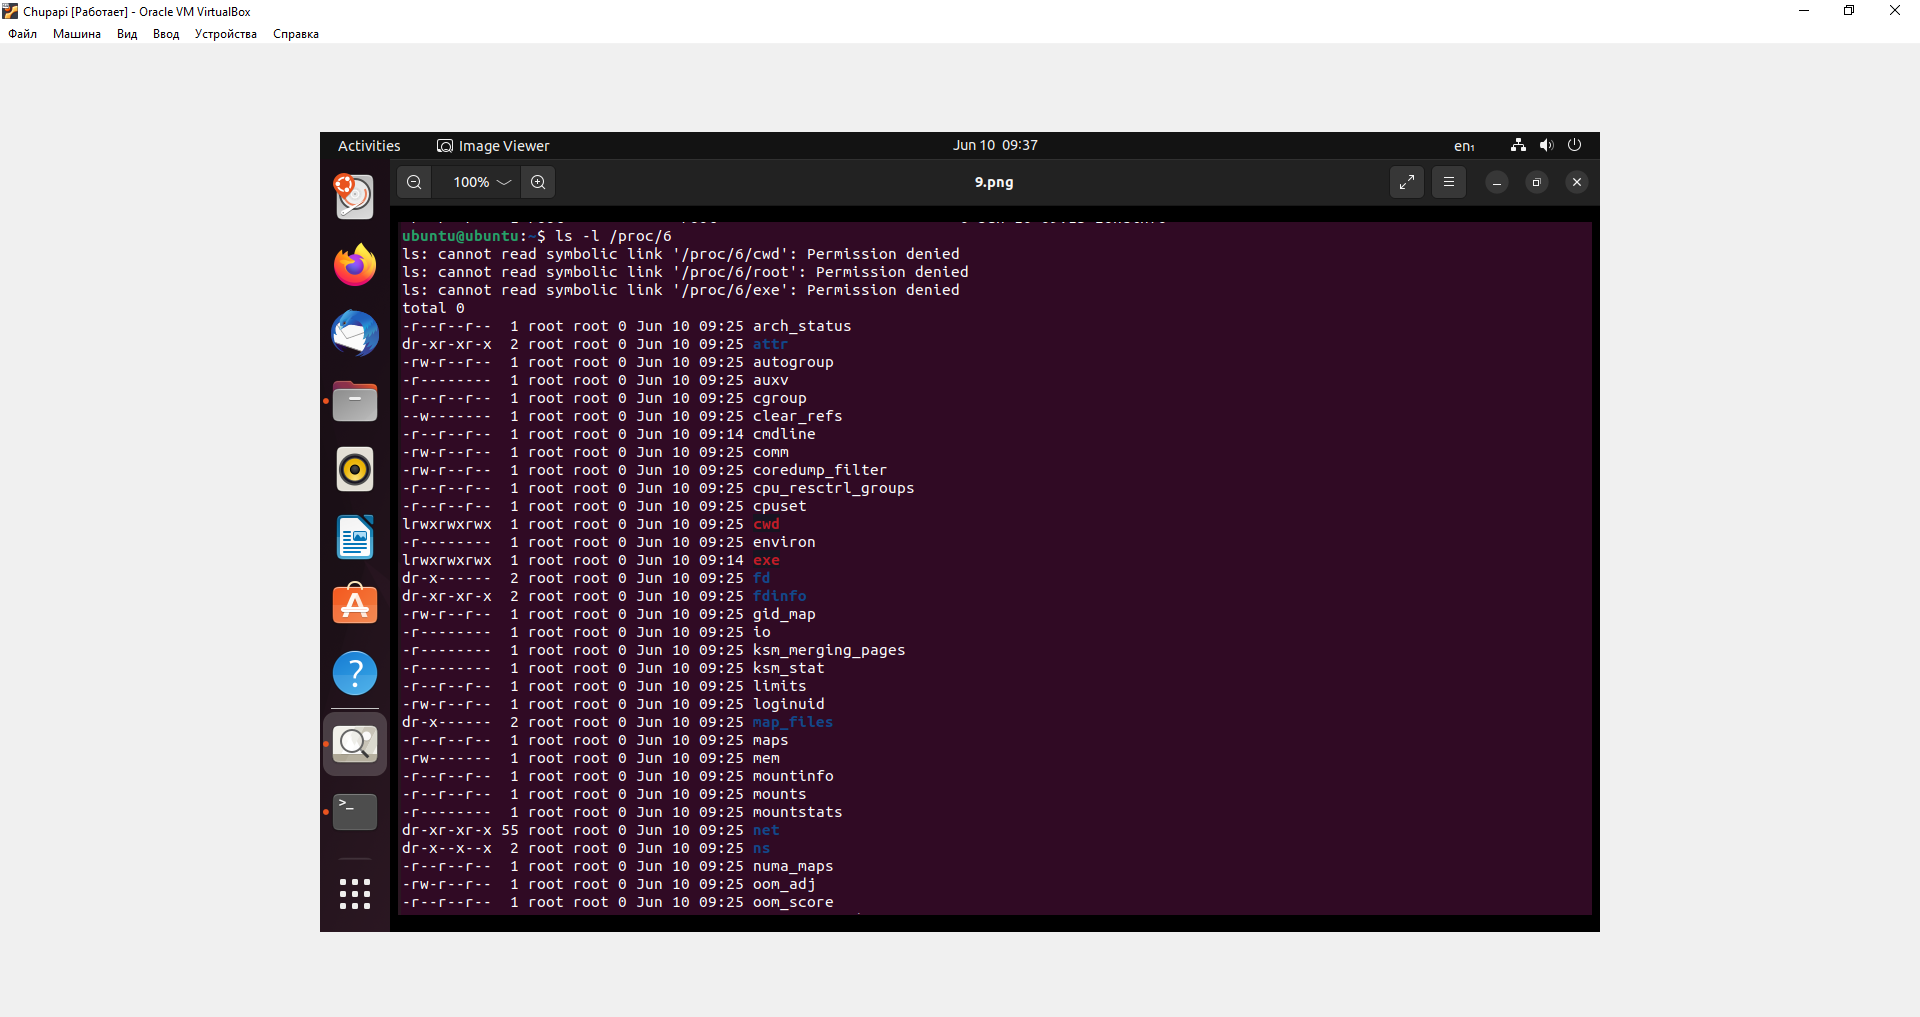 Chupapi [Работает] - Oracle VM VirtualBox
Файл Машина Вид Ввод Устройства Справка
Activities Image Viewer Jun 10 09:37 en₁
100% 9.png
ubuntu@ubuntu:~$ ls -l /proc/6
ls: cannot read symbolic link '/proc/6/cwd': Permission denied
ls: cannot read symbolic link '/proc/6/root': Permission denied
ls: cannot read symbolic link '/proc/6/exe': Permission denied
total 0
-r--r--r--  1 root root 0 Jun 10 09:25 arch_status
dr-xr-xr-x  2 root root 0 Jun 10 09:25 attr
-rw-r--r--  1 root root 0 Jun 10 09:25 autogroup
-r--------  1 root root 0 Jun 10 09:25 auxv
-r--r--r--  1 root root 0 Jun 10 09:25 cgroup
--w-------  1 root root 0 Jun 10 09:25 clear_refs
-r--r--r--  1 root root 0 Jun 10 09:14 cmdline
-rw-r--r--  1 root root 0 Jun 10 09:25 comm
-rw-r--r--  1 root root 0 Jun 10 09:25 coredump_filter
-r--r--r--  1 root root 0 Jun 10 09:25 cpu_resctrl_groups
-r--r--r--  1 root root 0 Jun 10 09:25 cpuset
lrwxrwxrwx  1 root root 0 Jun 10 09:25 cwd
-r--------  1 root root 0 Jun 10 09:25 environ
lrwxrwxrwx  1 root root 0 Jun 10 09:14 exe
dr-x------  2 root root 0 Jun 10 09:25 fd
dr-xr-xr-x  2 root root 0 Jun 10 09:25 fdinfo
-rw-r--r--  1 root root 0 Jun 10 09:25 gid_map
-r--------  1 root root 0 Jun 10 09:25 io
-r--------  1 root root 0 Jun 10 09:25 ksm_merging_pages
-r--------  1 root root 0 Jun 10 09:25 ksm_stat
-r--r--r--  1 root root 0 Jun 10 09:25 limits
-rw-r--r--  1 root root 0 Jun 10 09:25 loginuid
dr-x------  2 root root 0 Jun 10 09:25 map_files
-r--r--r--  1 root root 0 Jun 10 09:25 maps
-rw-------  1 root root 0 Jun 10 09:25 mem
-r--r--r--  1 root root 0 Jun 10 09:25 mountinfo
-r--r--r--  1 root root 0 Jun 10 09:25 mounts
-r--------  1 root root 0 Jun 10 09:25 mountstats
dr-xr-xr-x 55 root root 0 Jun 10 09:25 net
dr-x--x--x  2 root root 0 Jun 10 09:25 ns
-r--r--r--  1 root root 0 Jun 10 09:25 numa_maps
-rw-r--r--  1 root root 0 Jun 10 09:25 oom_adj
-r--r--r--  1 root root 0 Jun 10 09:25 oom_score